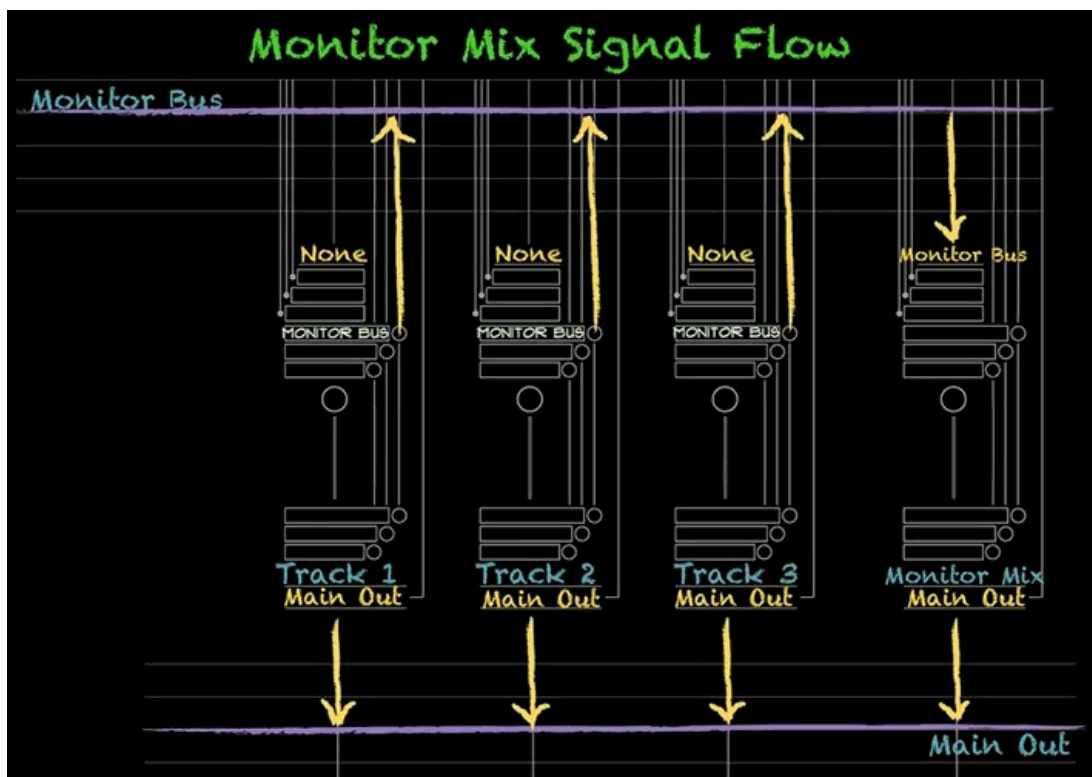 Monitor Mix Signal Flow
Monitor Bus
None
None
None
Monitor Bus
MONITOR BUS
MONITOR BUS
MONITOR BUS
Track 1
Track 2
Track 3
Monitor Mix
Main Out
Main Out
Main Out
Main Out
Main Out